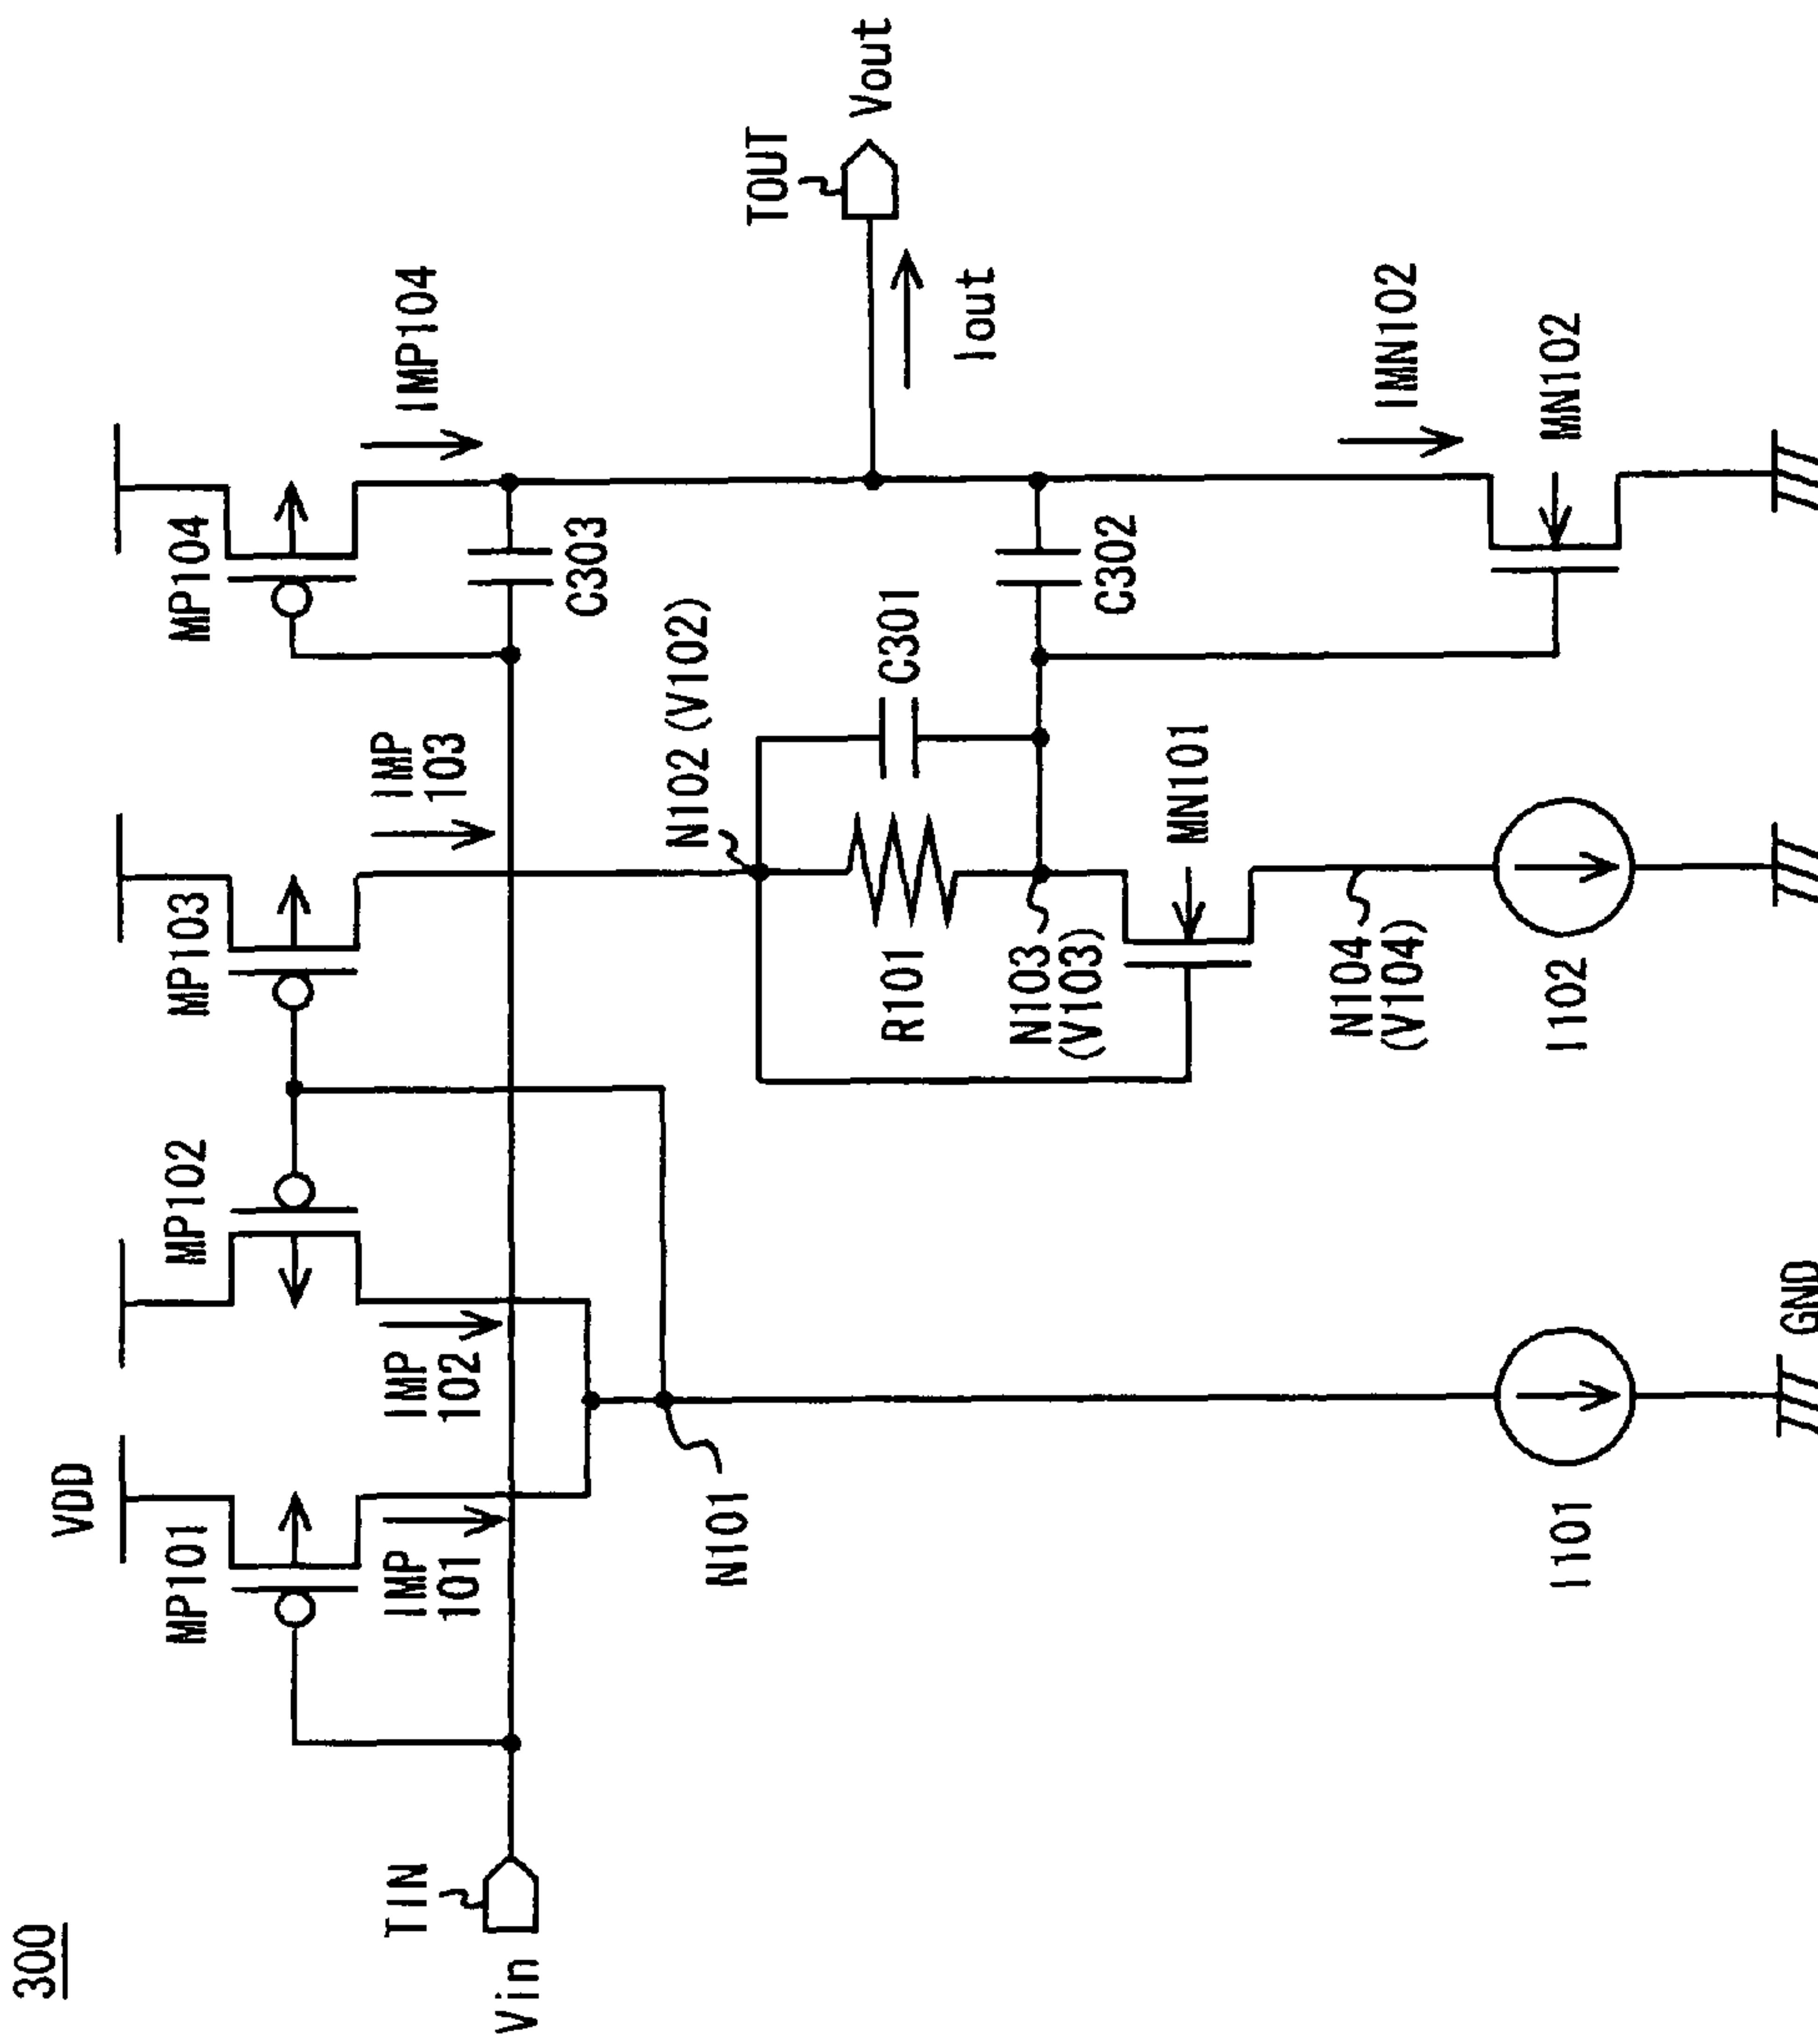 300
VDD
MP101
MP102
MP103
MP104
IMP
101
IMP
102
IMP
103
IMP104
TIN
Vin
C303
N101
N102 (V102)
TOUT
Vout
Iout
R101
C301
N103
(V103)
C302
MN101
N104
(V104)
IMN102
MN102
I101
I102
GND